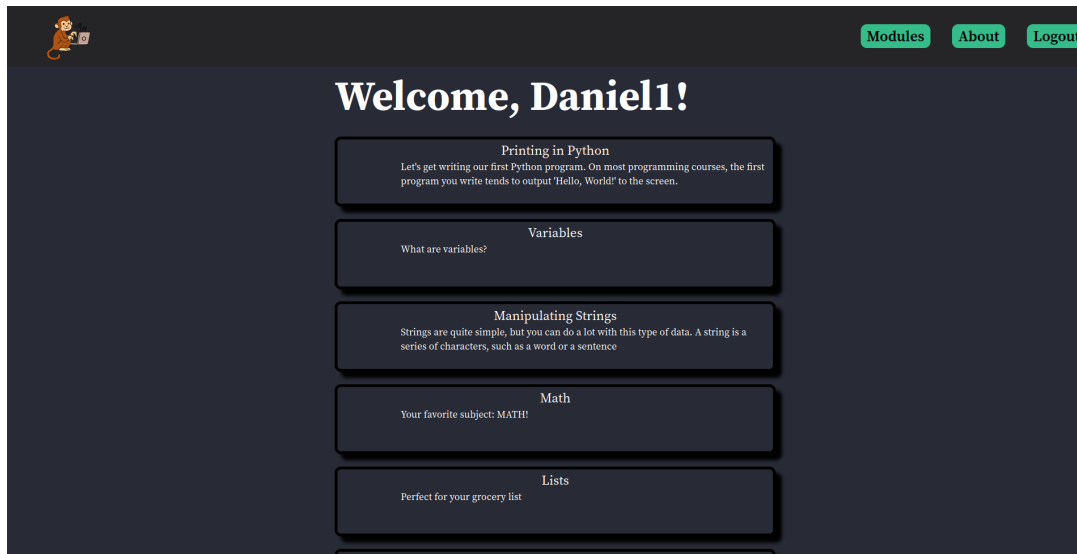 Modules About Logout
Welcome, Daniel1!
Printing in Python
Let's get writing our first Python program. On most programming courses, the first
program you write tends to output 'Hello, World!' to the screen.
Variables
What are variables?
Manipulating Strings
Strings are quite simple, but you can do a lot with this type of data. A string is a
series of characters, such as a word or a sentence
Math
Your favorite subject: MATH!
Lists
Perfect for your grocery list